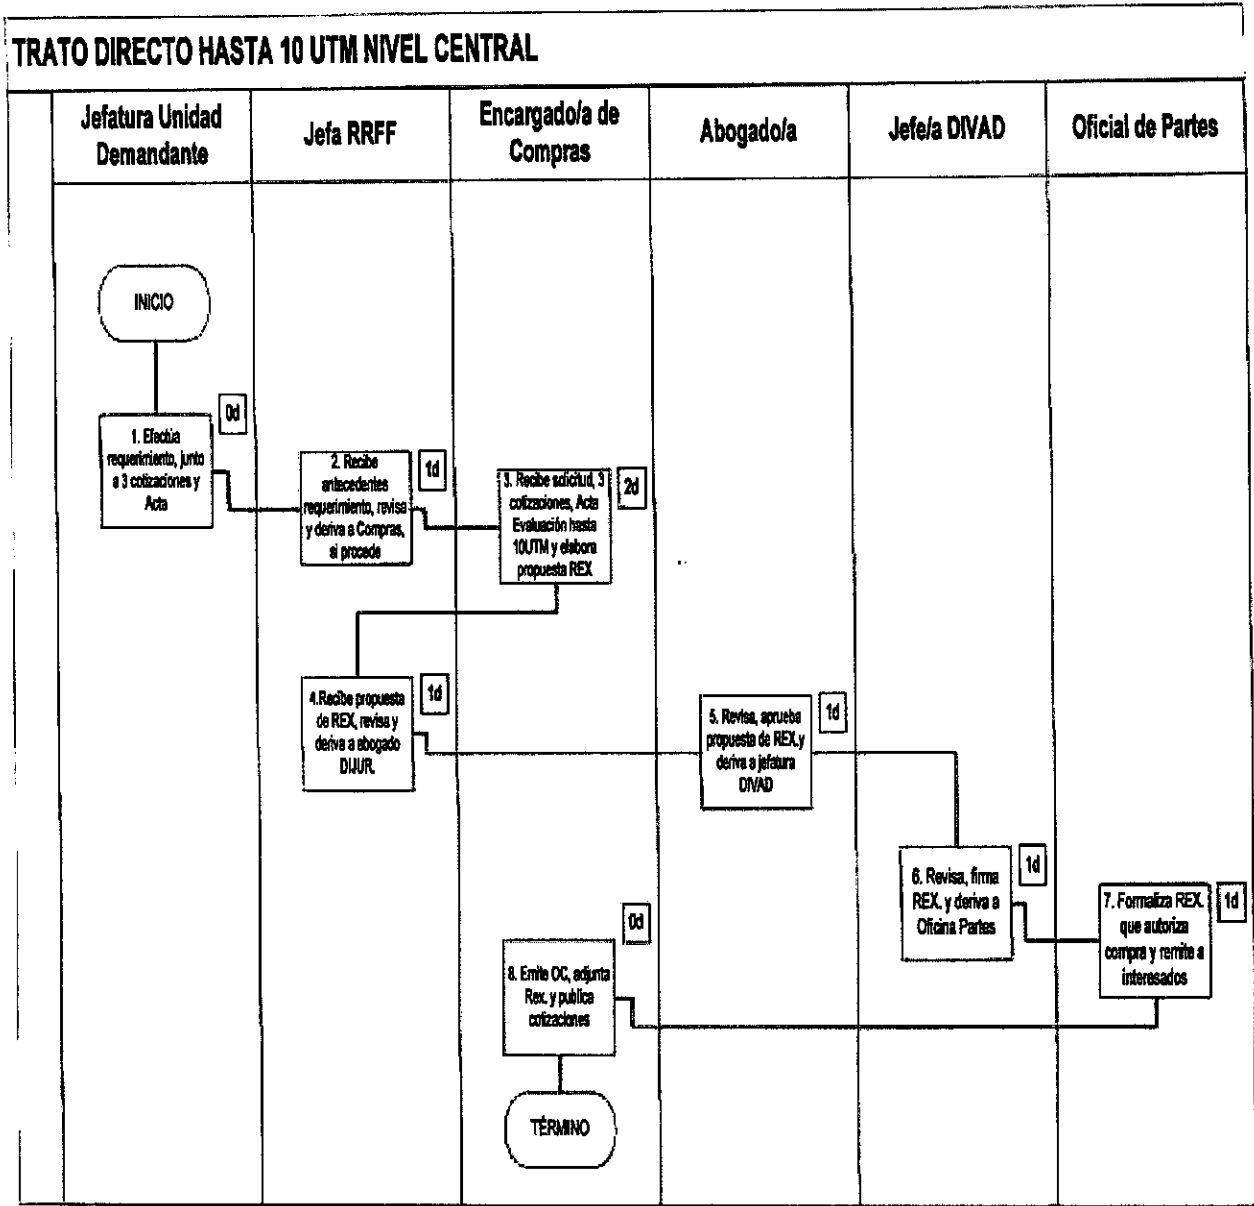 TRATO DIRECTO HASTA 10 UTM NIVEL CENTRAL
Jefatura Unidad
Demandante
Jefa RRFF
Encargado/a de
Compras
Abogado/a
Jefe/a DIVAD
Oficial de Partes
INICIO
0d
1. Efectúa
requerimiento, junto
a 3 cotizaciones y
Acta
1d
2. Recibe
antecedentes
requerimiento, revisa
y deriva a Compras,
si procede
2d
3. Recibe solicitud, 3
cotizaciones, Acta
Evaluación hasta
10UTM y elabora
propuesta REX
1d
4.Recibe propuesta
de REX, revisa y
deriva a abogado
DIJUR.
1d
5. Revisa, aprueba
propuesta de REX.y
deriva a jefatura
DIVAD
1d
6. Revisa, firma
REX. y deriva a
Oficina Partes
1d
7. Formaliza REX.
que autoriza
compra y remite a
interesados
0d
8. Emite OC, adjunta
Rex. y publica
cotizaciones
TÉRMINO